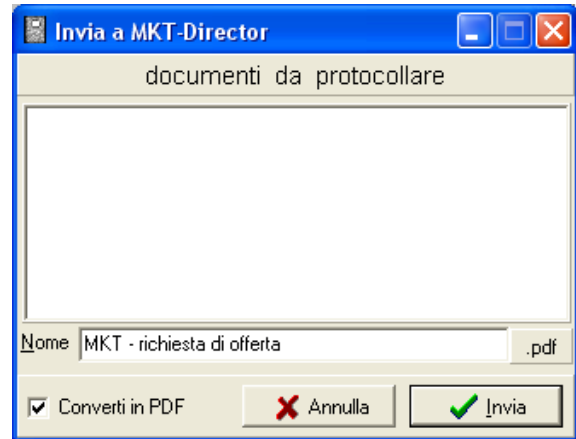 Invia a MKT-Director
documenti da protocollare
Nome MKT - richiesta di offerta .pdf
Converti in PDF Annulla Invia